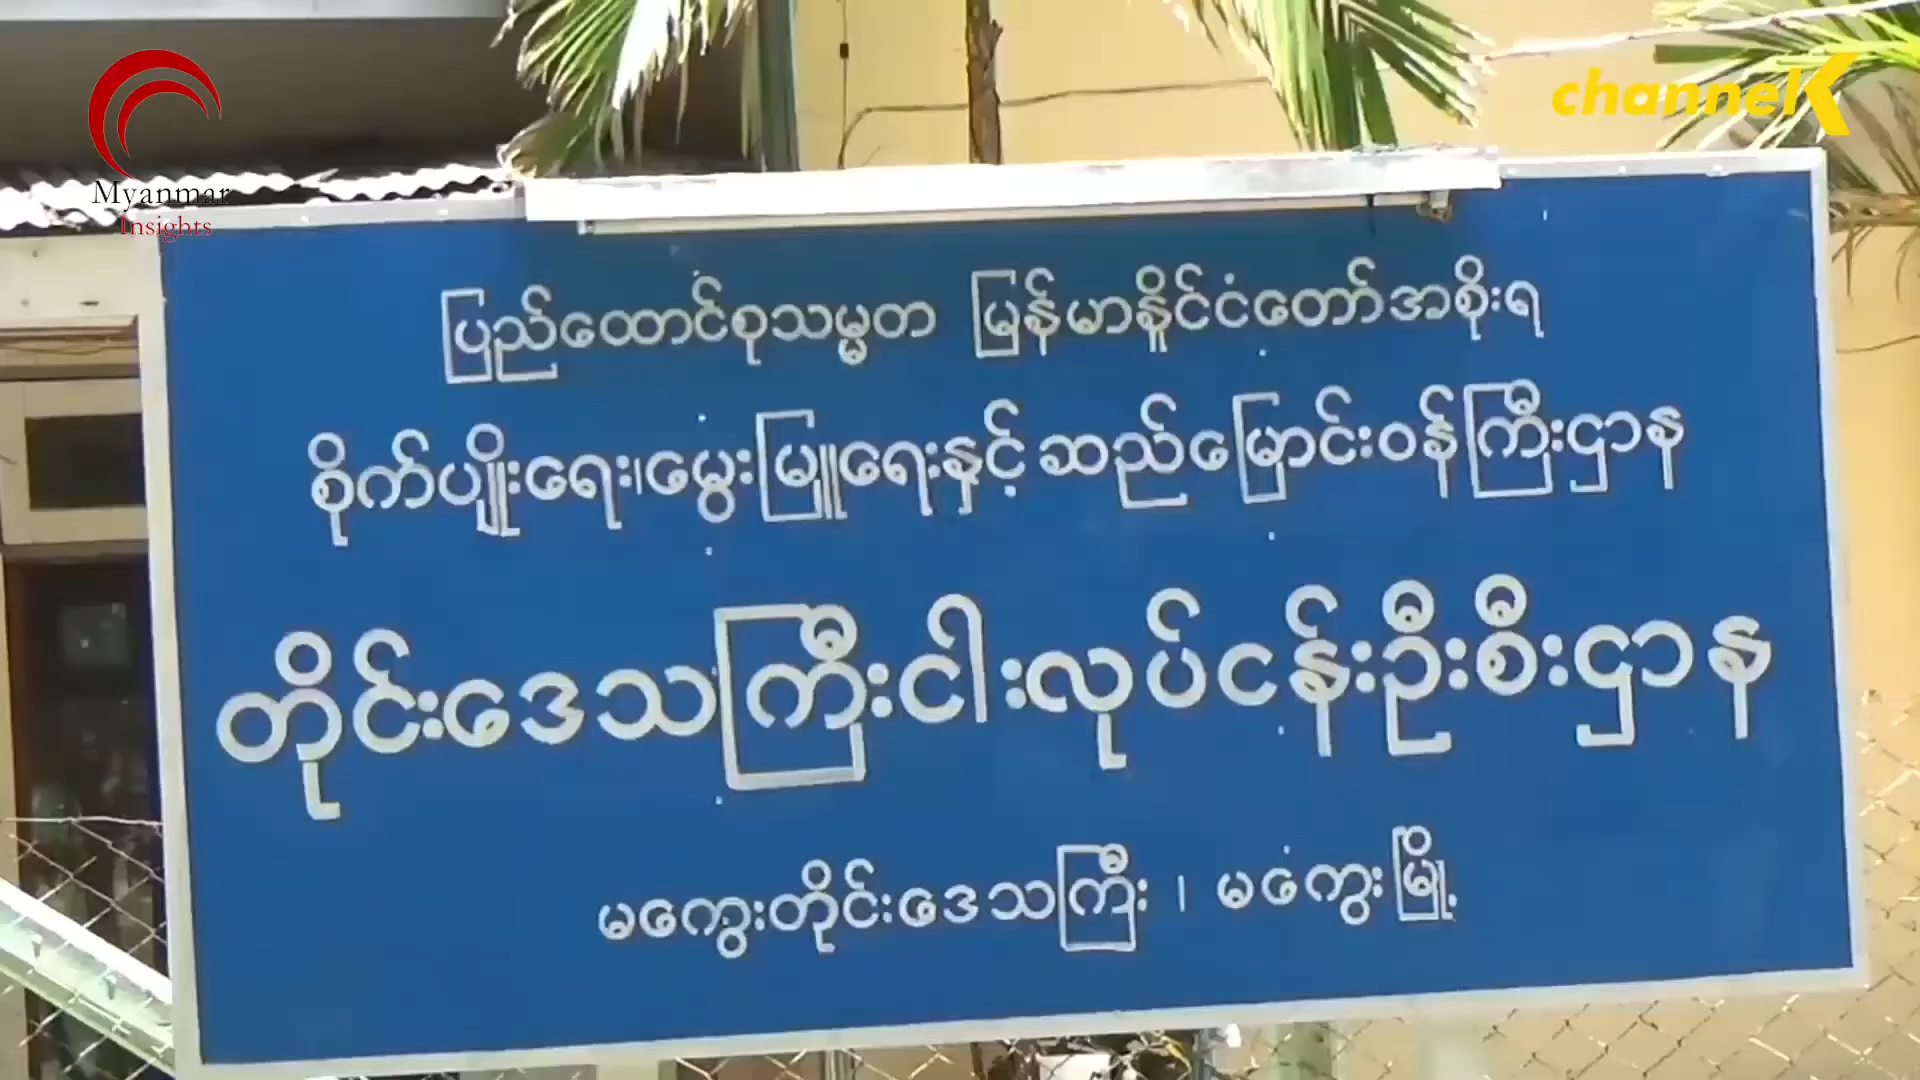 Myanmar
Insights
channelK
ပြည်ထောင်စုသမ္မတ မြန်မာနိုင်ငံတော်အစိုးရ
စိုက်ပျိုးရေး၊မွေးမြူရေးနှင့်ဆည်မြောင်းဝန်ကြီးဌာန
တိုင်းဒေသကြီးငါးလုပ်ငန်းဦးစီးဌာန
မကွေးတိုင်းဒေသကြီး ၊ မကွေးမြို့